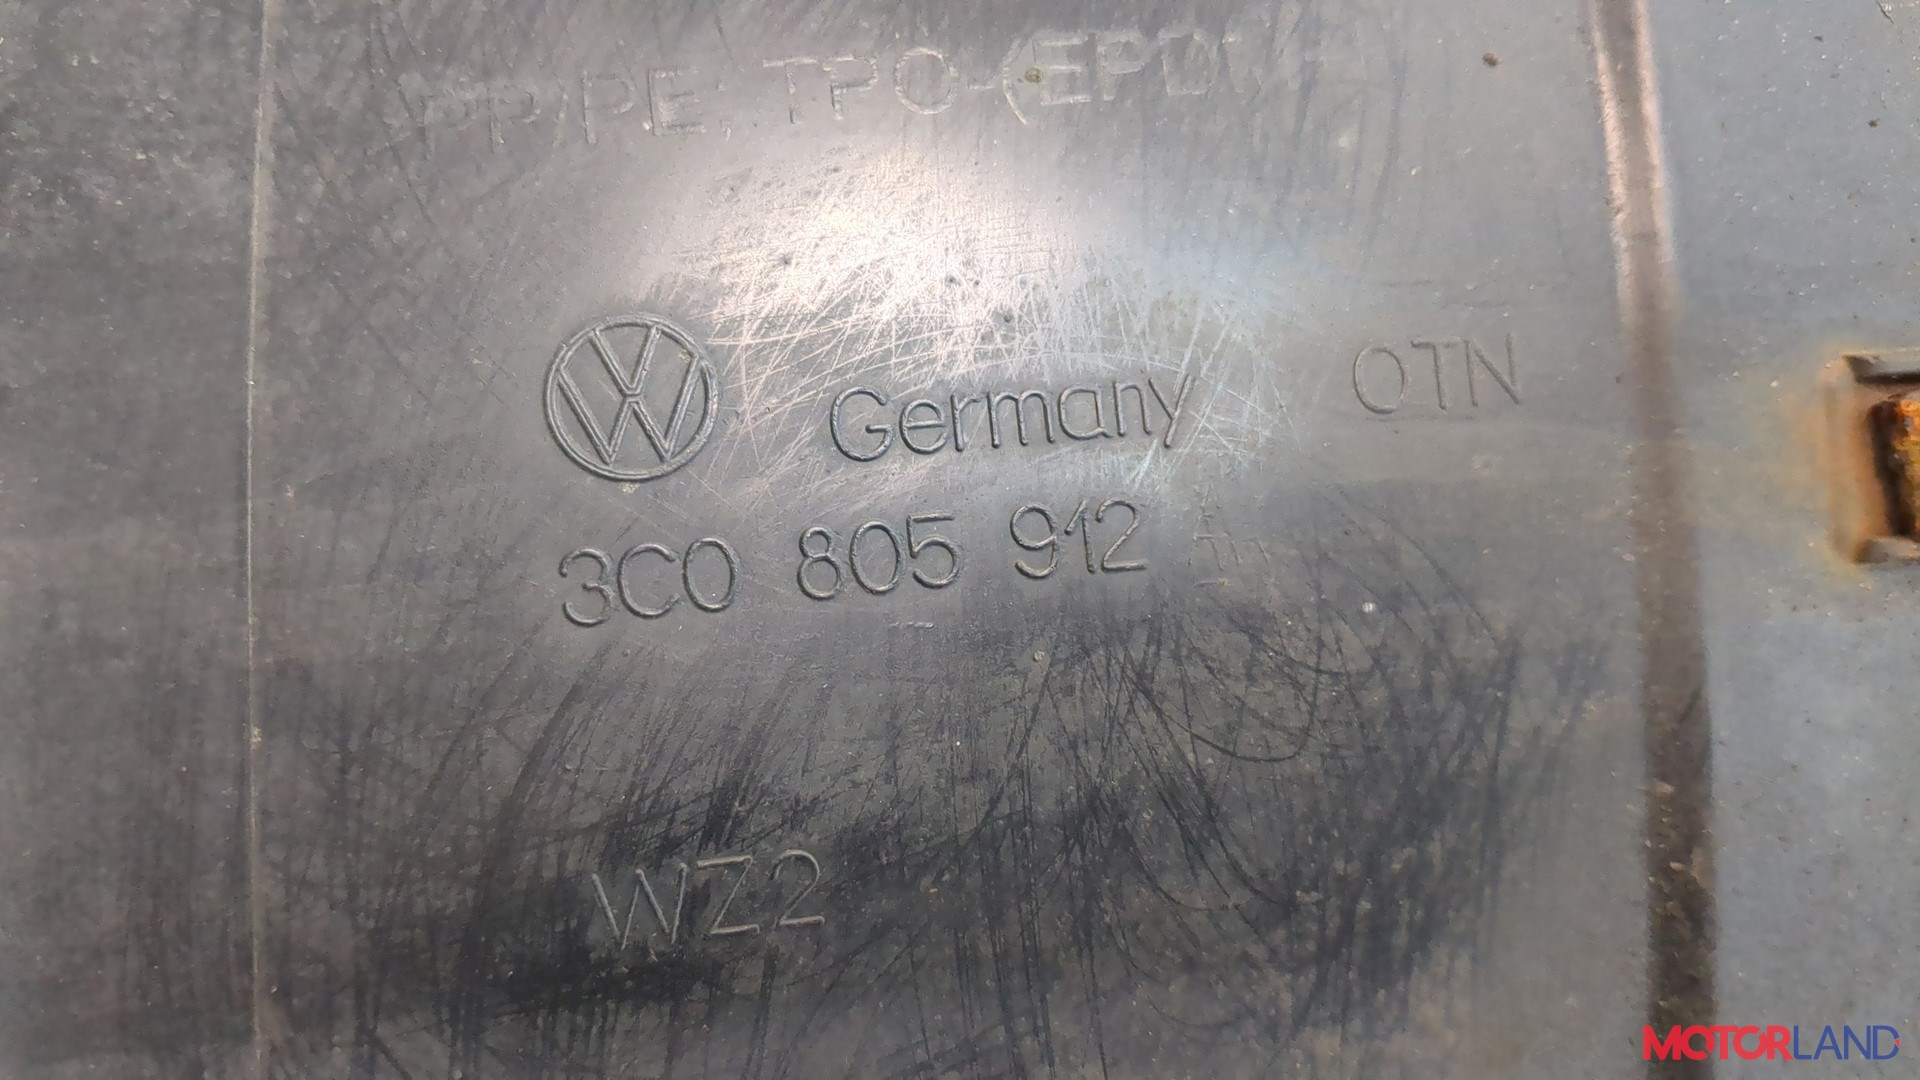 PP/PE, TPO-(EPDM
Germany OTN
3C0 805 912
WZ2
MOTORLAND